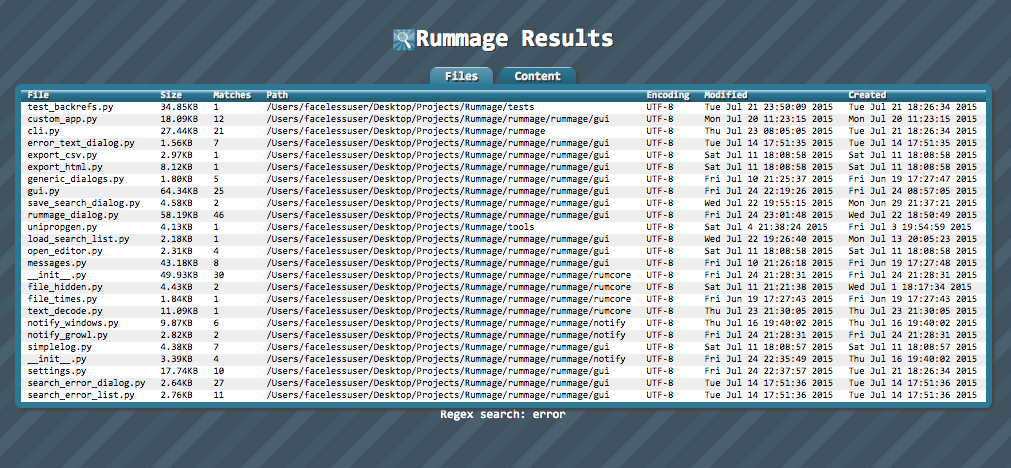 Rummage Results
Files Content
File Size Matches Path Encoding Modified Created
test_backrefs.py 34.85KB 1 /Users/facelessuser/Desktop/Projects/Rummage/tests UTF-8 Tue Jul 21 23:50:09 2015 Tue Jul 21 18:26:34 2015
custom_app.py 18.09KB 12 /Users/facelessuser/Desktop/Projects/Rummage/rummage/rummage/gui UTF-8 Mon Jul 20 11:23:15 2015 Mon Jul 20 11:23:15 2015
cli.py 27.44KB 21 /Users/facelessuser/Desktop/Projects/Rummage/rummage UTF-8 Thu Jul 23 08:05:05 2015 Tue Jul 21 18:26:34 2015
error_text_dialog.py 1.56KB 7 /Users/facelessuser/Desktop/Projects/Rummage/rummage/rummage/gui UTF-8 Tue Jul 14 17:51:35 2015 Tue Jul 14 17:51:35 2015
export_csv.py 2.97KB 1 /Users/facelessuser/Desktop/Projects/Rummage/rummage/rummage/gui UTF-8 Sat Jul 11 18:08:58 2015 Sat Jul 11 18:08:58 2015
export_html.py 8.12KB 1 /Users/facelessuser/Desktop/Projects/Rummage/rummage/rummage/gui UTF-8 Sat Jul 11 18:08:58 2015 Sat Jul 11 18:08:58 2015
generic_dialogs.py 1.80KB 5 /Users/facelessuser/Desktop/Projects/Rummage/rummage/rummage/gui UTF-8 Fri Jul 10 21:25:37 2015 Fri Jun 19 17:27:47 2015
gui.py 64.34KB 25 /Users/facelessuser/Desktop/Projects/Rummage/rummage/rummage/gui UTF-8 Fri Jul 24 22:19:26 2015 Fri Jul 24 08:57:05 2015
save_search_dialog.py 4.58KB 2 /Users/facelessuser/Desktop/Projects/Rummage/rummage/rummage/gui UTF-8 Wed Jul 22 19:55:15 2015 Mon Jun 29 21:37:21 2015
rummage_dialog.py 58.19KB 46 /Users/facelessuser/Desktop/Projects/Rummage/rummage/rummage/gui UTF-8 Fri Jul 24 23:01:48 2015 Wed Jul 22 18:50:49 2015
unipropgen.py 4.13KB 1 /Users/facelessuser/Desktop/Projects/Rummage/tools UTF-8 Sat Jul 4 21:38:24 2015 Fri Jul 3 19:54:59 2015
load_search_list.py 2.18KB 1 /Users/facelessuser/Desktop/Projects/Rummage/rummage/rummage/gui UTF-8 Wed Jul 22 19:26:40 2015 Mon Jul 13 20:05:23 2015
open_editor.py 2.31KB 4 /Users/facelessuser/Desktop/Projects/Rummage/rummage/rummage/gui UTF-8 Sat Jul 11 18:08:58 2015 Sat Jul 11 18:08:58 2015
messages.py 43.18KB 8 /Users/facelessuser/Desktop/Projects/Rummage/rummage/rummage/gui UTF-8 Fri Jul 10 21:26:18 2015 Fri Jun 19 17:27:48 2015
__init__.py 49.93KB 30 /Users/facelessuser/Desktop/Projects/Rummage/rummage/rummage/rumcore UTF-8 Fri Jul 24 21:28:31 2015 Fri Jul 24 21:28:31 2015
file_hidden.py 4.43KB 2 /Users/facelessuser/Desktop/Projects/Rummage/rummage/rummage/rumcore UTF-8 Sat Jul 11 21:21:38 2015 Wed Jul 1 18:17:34 2015
file_times.py 1.84KB 1 /Users/facelessuser/Desktop/Projects/Rummage/rummage/rummage/rumcore UTF-8 Fri Jun 19 17:27:43 2015 Fri Jun 19 17:27:43 2015
text_decode.py 11.09KB 1 /Users/facelessuser/Desktop/Projects/Rummage/rummage/rummage/rumcore UTF-8 Thu Jul 23 21:30:05 2015 Thu Jul 23 21:30:05 2015
notify_windows.py 9.87KB 6 /Users/facelessuser/Desktop/Projects/Rummage/rummage/rummage/notify UTF-8 Thu Jul 16 19:40:02 2015 Thu Jul 16 19:40:02 2015
notify_growl.py 2.82KB 2 /Users/facelessuser/Desktop/Projects/Rummage/rummage/rummage/notify UTF-8 Fri Jul 24 21:28:31 2015 Fri Jul 24 21:28:31 2015
simplelog.py 4.38KB 7 /Users/facelessuser/Desktop/Projects/Rummage/rummage/rummage/gui UTF-8 Sat Jul 11 18:08:57 2015 Sat Jul 11 18:08:57 2015
__init__.py 3.39KB 4 /Users/facelessuser/Desktop/Projects/Rummage/rummage/rummage/notify UTF-8 Fri Jul 24 22:35:49 2015 Thu Jul 16 19:40:02 2015
settings.py 17.74KB 10 /Users/facelessuser/Desktop/Projects/Rummage/rummage/rummage/gui UTF-8 Fri Jul 24 22:37:57 2015 Tue Jul 21 18:26:34 2015
search_error_dialog.py 2.64KB 27 /Users/facelessuser/Desktop/Projects/Rummage/rummage/rummage/gui UTF-8 Tue Jul 14 17:51:36 2015 Tue Jul 14 17:51:36 2015
search_error_list.py 2.76KB 11 /Users/facelessuser/Desktop/Projects/Rummage/rummage/rummage/gui UTF-8 Tue Jul 14 17:51:36 2015 Tue Jul 14 17:51:36 2015
Regex search: error